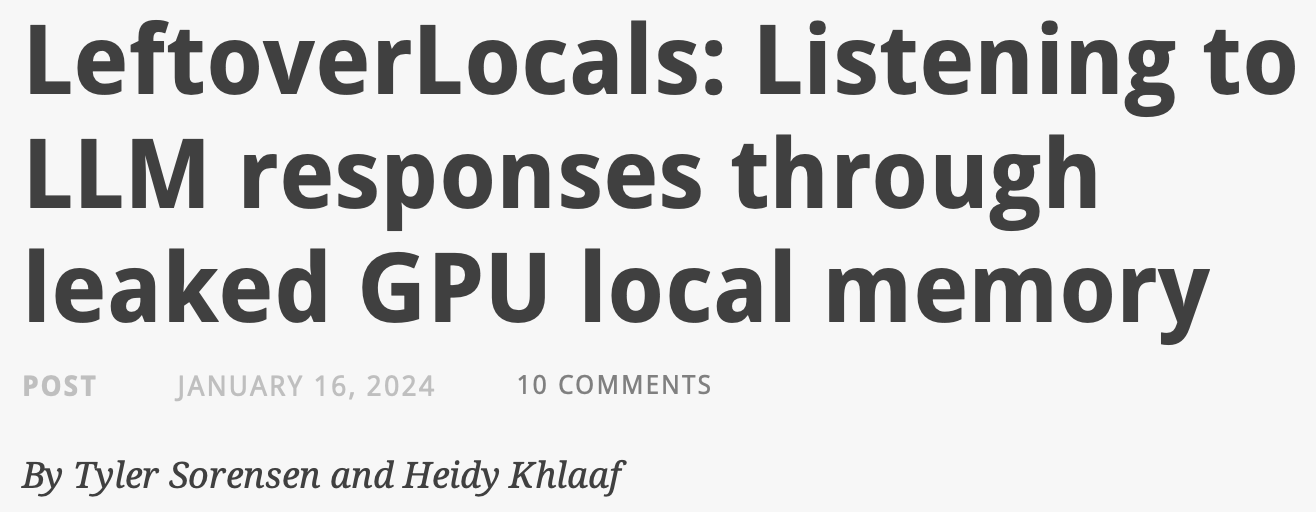 LeftoverLocals: Listening to
LLM responses through
leaked GPU local memory
POST JANUARY 16, 2024 10 COMMENTS
By Tyler Sorensen and Heidy Khlaaf